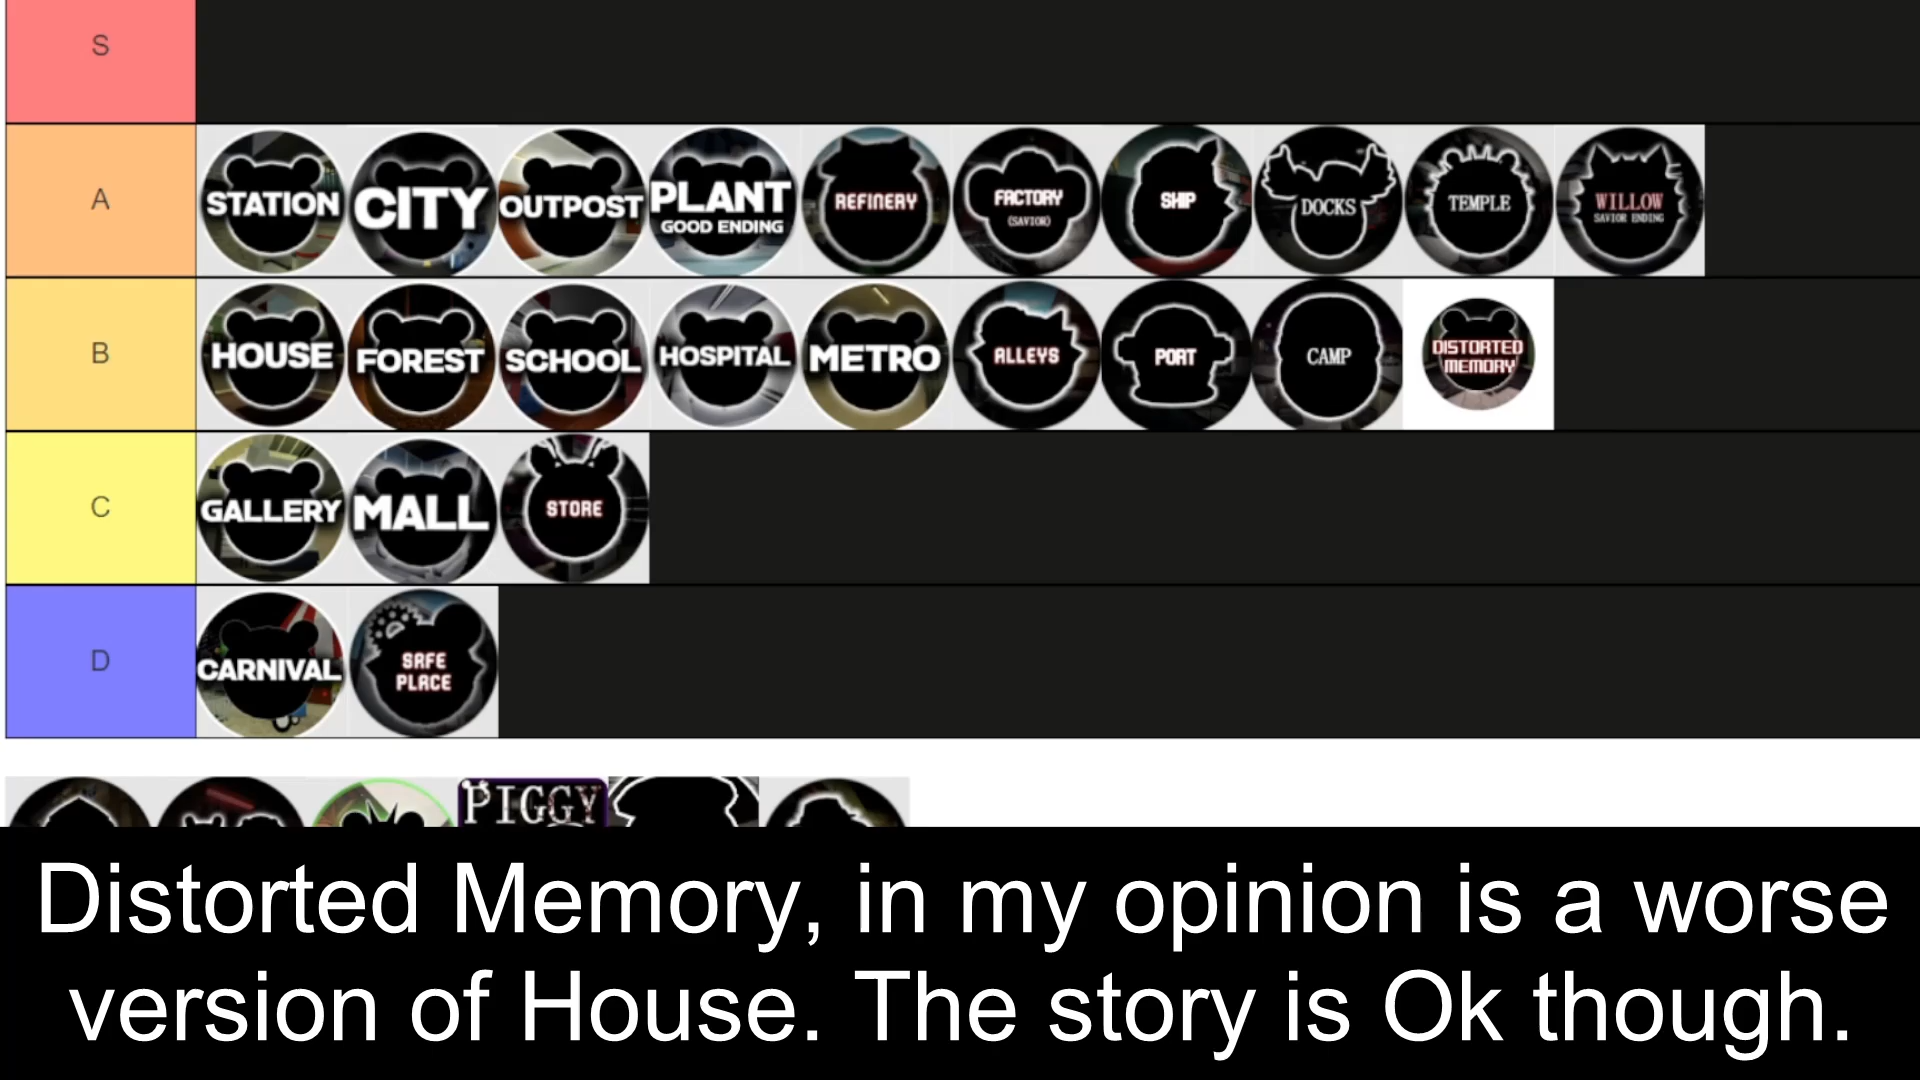 S
A
STATION
CITY
OUTPOST
PLANT
GOOD ENDING
REFINERY
FACTORY
(SAVIOR)
SHIP
DOCKS
TEMPLE
WILLOW
SAVIOR ENDING
B
HOUSE
FOREST
SCHOOL
HOSPITAL
METRO
ALLEYS
PORT
CAMP
DISTORTED
MEMORY
C
GALLERY
MALL
STORE
D
CARNIVAL
SAFE
PLACE
PIGGY
Distorted Memory, in my opinion is a worse
version of House. The story is Ok though.